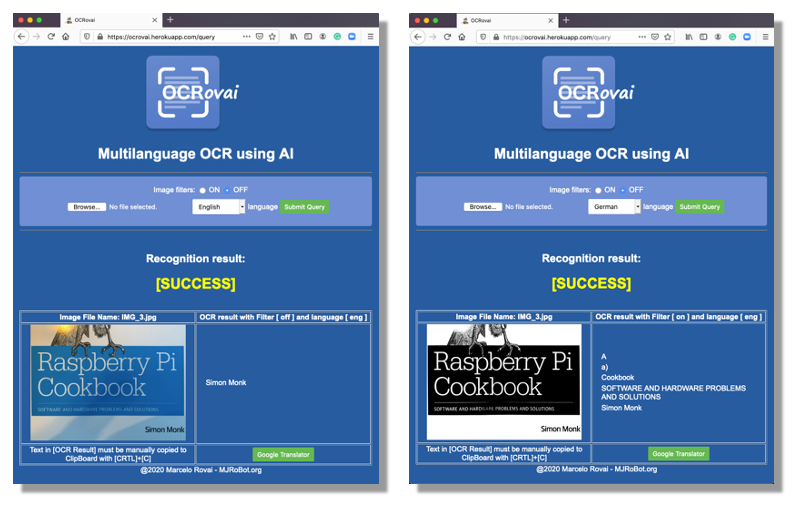 OCRovai
https://ocrovai.herokuapp.com/query
OCRovai
Multilanguage OCR using AI
Image filters: ON OFF
Browse... No file selected. English language Submit Query
Recognition result:
[SUCCESS]
Image File Name: IMG_3.jpg
OCR result with Filter [ off ] and language [ eng ]
Raspberry Pi
Cookbook
SOFTWARE AND HARDWARE PROBLEMS AND SOLUTIONS
Simon Monk
Simon Monk
Text in [OCR Result] must be manually copied to
ClipBoard with [CRTL]+[C]
Google Translator
@2020 Marcelo Rovai - MJRoBot.org
OCRovai
https://ocrovai.herokuapp.com/query
OCRovai
Multilanguage OCR using AI
Image filters: ON OFF
Browse... No file selected. German language Submit Query
Recognition result:
[SUCCESS]
Image File Name: IMG_3.jpg
OCR result with Filter [ on ] and language [ eng ]
Raspberry Pi
Cookbook
SOFTWARE AND HARDWARE PROBLEMS AND SOLUTIONS
Simon Monk
A
a)
Cookbook
SOFTWARE AND HARDWARE PROBLEMS
AND SOLUTIONS
Simon Monk
Text in [OCR Result] must be manually copied to
ClipBoard with [CRTL]+[C]
Google Translator
@2020 Marcelo Rovai - MJRoBot.org